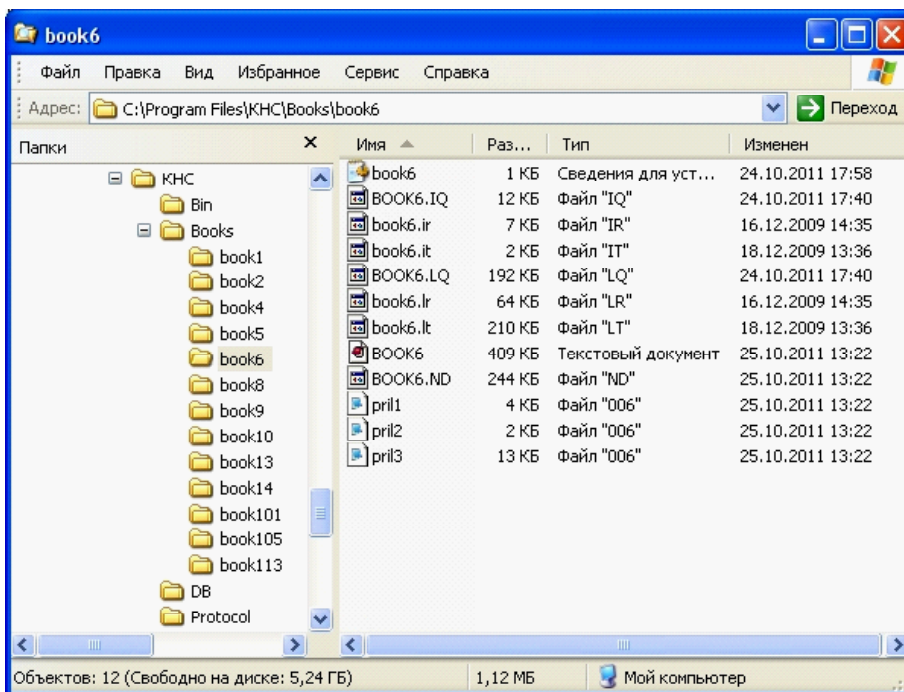 book6
Файл Правка Вид Избранное Сервис Справка
Адрес: C:\Program Files\KHC\Books\book6 Переход
Папки
KHC
Bin
Books
book1
book2
book4
book5
book6
book8
book9
book10
book13
book14
book101
book105
book113
DB
Protocol
Имя Раз... Тип Изменен
book6 1 КБ Сведения для уст... 24.10.2011 17:58
BOOK6.IQ 12 КБ Файл "IQ" 24.10.2011 17:40
book6.ir 7 КБ Файл "IR" 16.12.2009 14:35
book6.it 2 КБ Файл "IT" 18.12.2009 13:36
BOOK6.LQ 192 КБ Файл "LQ" 24.10.2011 17:40
book6.lr 64 КБ Файл "LR" 16.12.2009 14:35
book6.lt 210 КБ Файл "LT" 18.12.2009 13:36
BOOK6 409 КБ Текстовый документ 25.10.2011 13:22
BOOK6.ND 244 КБ Файл "ND" 25.10.2011 13:22
pril1 4 КБ Файл "006" 25.10.2011 13:22
pril2 2 КБ Файл "006" 25.10.2011 13:22
pril3 13 КБ Файл "006" 25.10.2011 13:22
Объектов: 12 (Свободно на диске: 5,24 ГБ) 1,12 МБ Мой компьютер